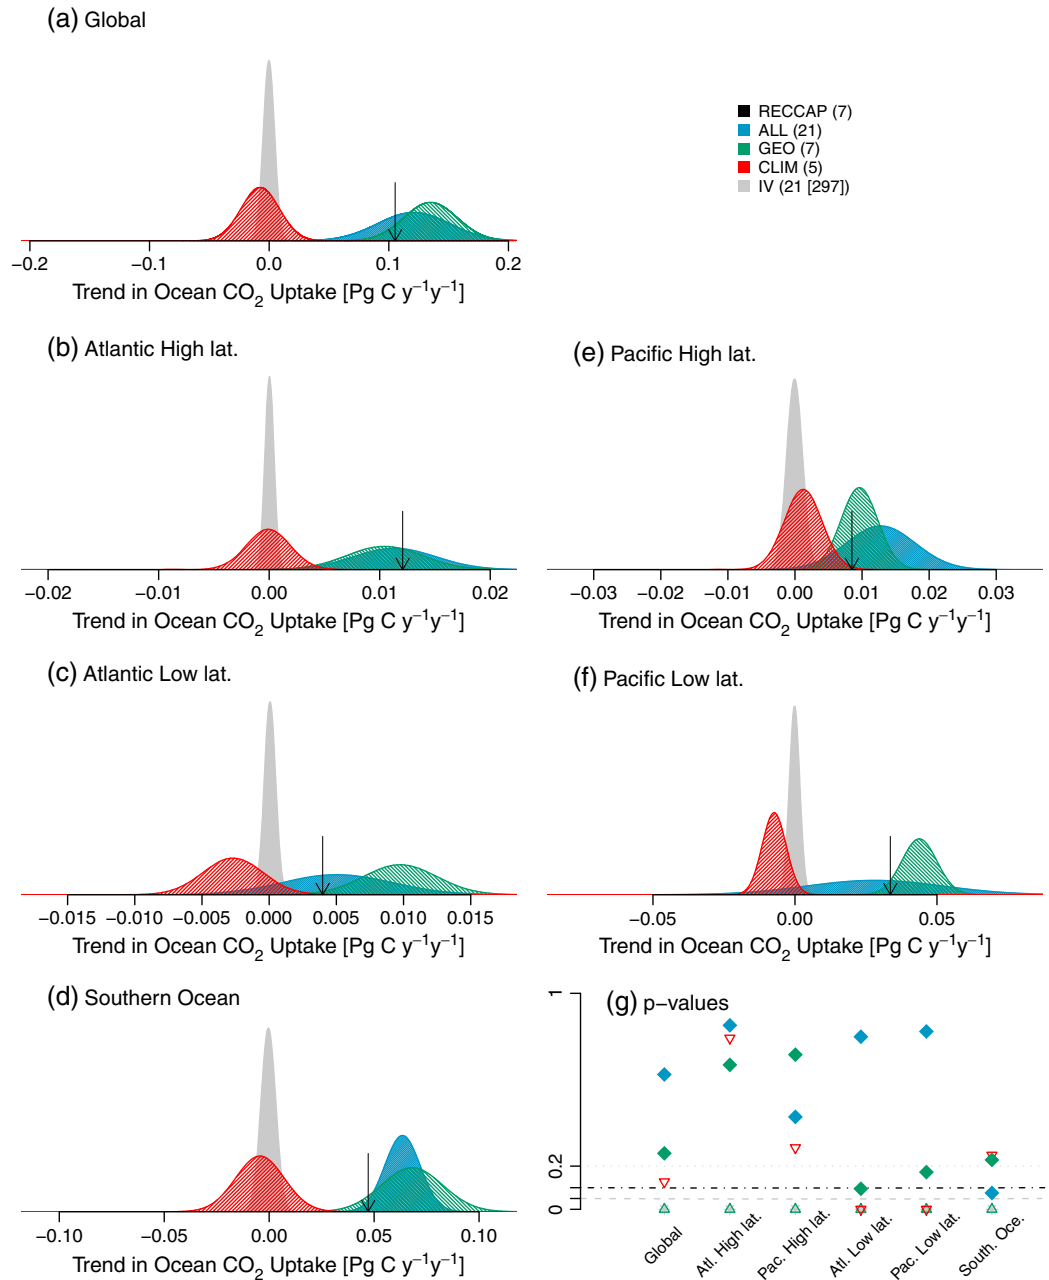 (a) Global
RECCAP (7)
ALL (21)
GEO (7)
CLIM (5)
IV (21 [297])
−0.2 −0.1 0.0 0.1 0.2
Trend in Ocean CO2 Uptake [Pg C y−1y−1]
(b) Atlantic High lat.
−0.02 −0.01 0.00 0.01 0.02
Trend in Ocean CO2 Uptake [Pg C y−1y−1]
(e) Pacific High lat.
−0.03 −0.02 −0.01 0.00 0.01 0.02 0.03
Trend in Ocean CO2 Uptake [Pg C y−1y−1]
(c) Atlantic Low lat.
−0.015 −0.010 −0.005 0.000 0.005 0.010 0.015
Trend in Ocean CO2 Uptake [Pg C y−1y−1]
(f) Pacific Low lat.
−0.05 0.00 0.05
Trend in Ocean CO2 Uptake [Pg C y−1y−1]
(d) Southern Ocean
−0.10 −0.05 0.00 0.05 0.10
Trend in Ocean CO2 Uptake [Pg C y−1y−1]
(g) p−values
1
0.2
0
Global
Atl. High lat.
Pac. High lat.
Atl. Low lat.
Pac. Low lat.
South. Oce.